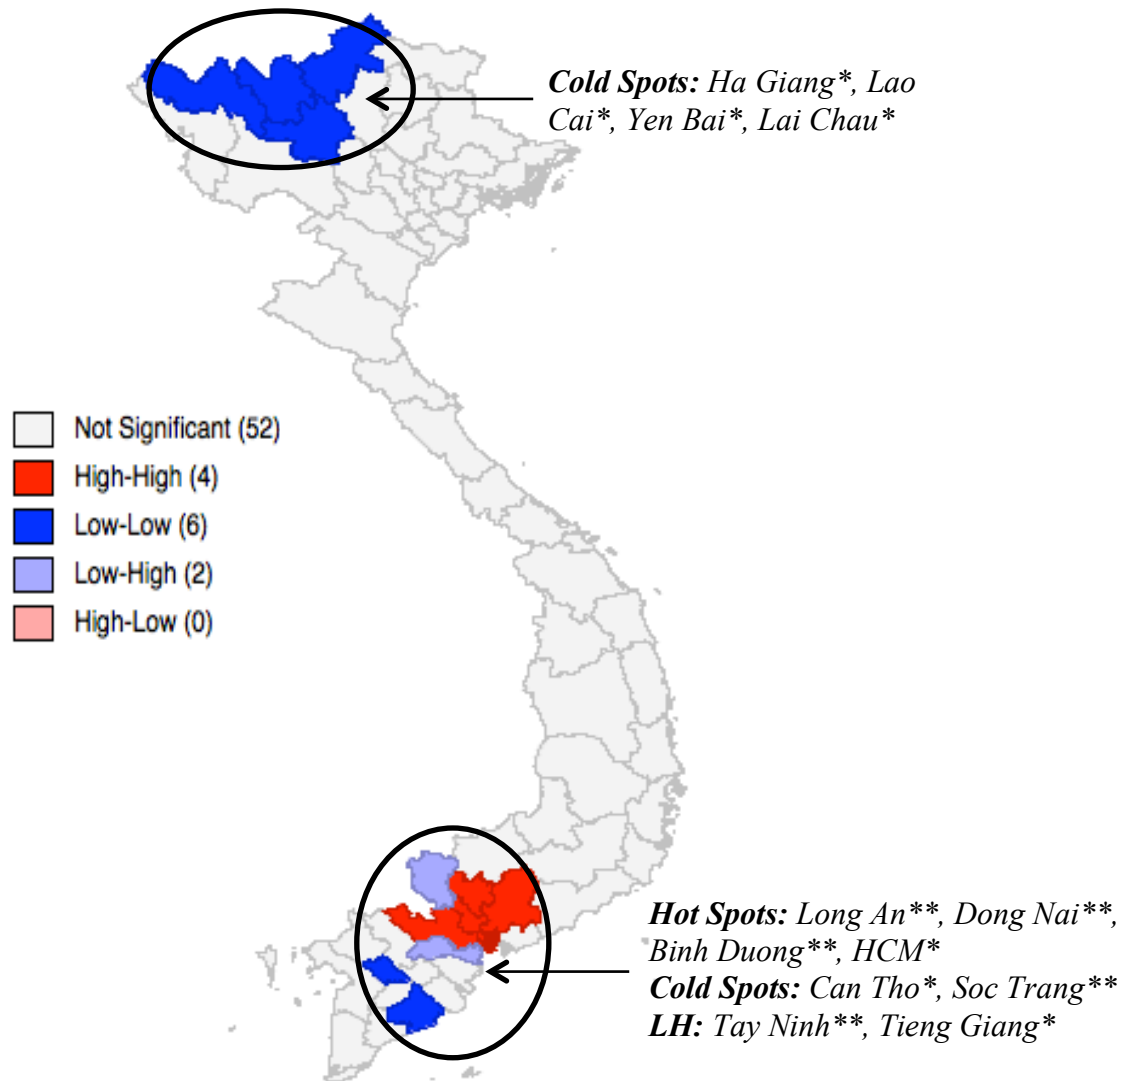 Cold Spots: Ha Giang*, Lao
Cai*, Yen Bai*, Lai Chau*
Not Significant (52)
High-High (4)
Low-Low (6)
Low-High (2)
High-Low (0)
Hot Spots: Long An**, Dong Nai**,
Binh Duong**, HCM*
Cold Spots: Can Tho*, Soc Trang**
LH: Tay Ninh**, Tieng Giang*